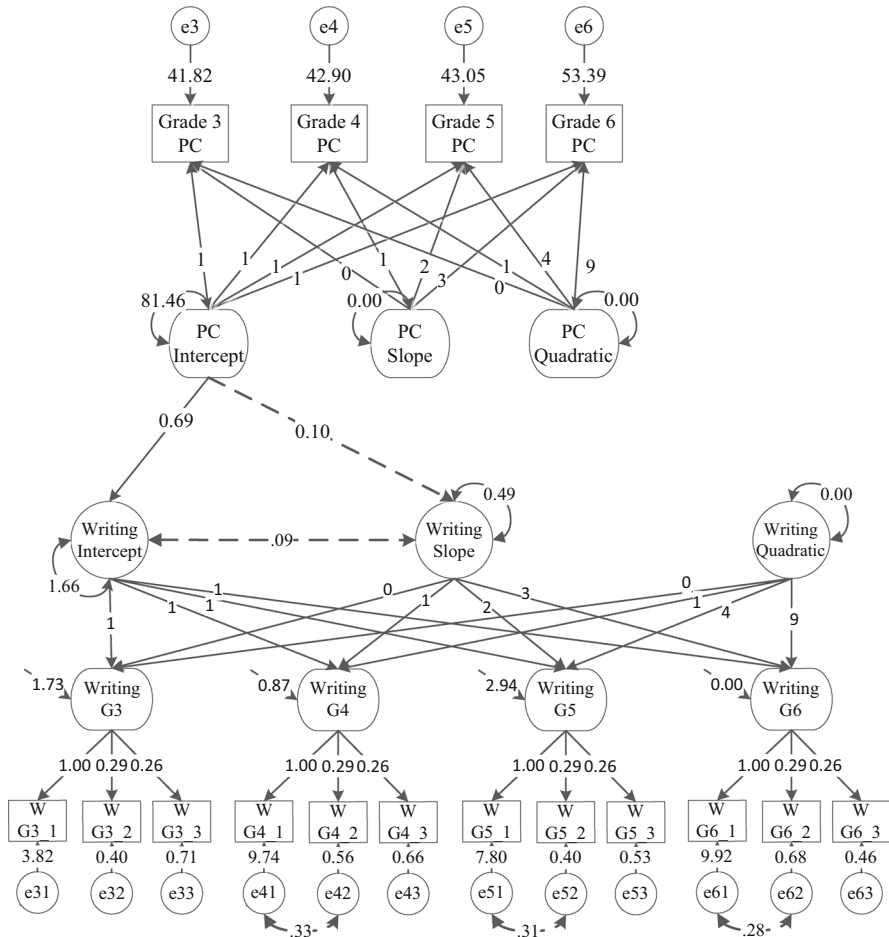 e3 e4 e5 e6
41.82 42.90 43.05 53.39
Grade 3 Grade 4 Grade 5 Grade 6
PC PC PC PC
1 1 1 1 0 1 2 3 0 1 4 9
81.46 0.00 0.00
PC PC PC
Intercept Slope Quadratic
0.69 0.10
0.49 0.00
Writing Writing Writing
Intercept .09 Slope Quadratic
1.66
1 1 1 1 0 1 2 3 0 1 4 9
Writing Writing Writing Writing
1.73 0.87 2.94 0.00
G3 G4 G5 G6
1.00 0.29 0.26 1.00 0.29 0.26 1.00 0.29 0.26 1.00 0.29 0.26
W W W W W W W W W W W W
G3_1 G3_2 G3_3 G4_1 G4_2 G4_3 G5_1 G5_2 G5_3 G6_1 G6_2 G6_3
3.82 0.40 0.71 9.74 0.56 0.66 7.80 0.40 0.53 9.92 0.68 0.46
e31 e32 e33 e41 e42 e43 e51 e52 e53 e61 e62 e63
.33 .31 .28